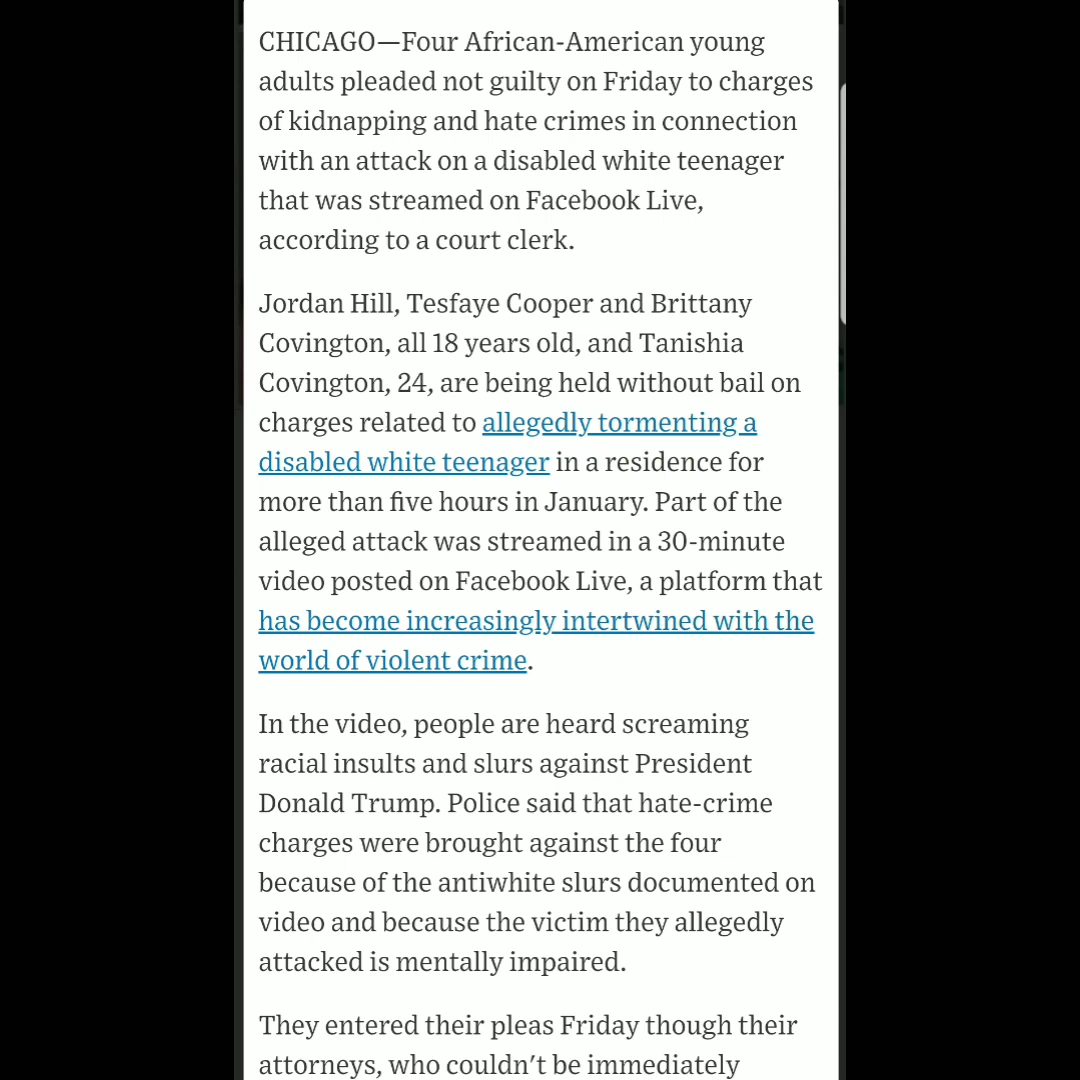 CHICAGO—Four African-American young
adults pleaded not guilty on Friday to charges
of kidnapping and hate crimes in connection
with an attack on a disabled white teenager
that was streamed on Facebook Live,
according to a court clerk.
Jordan Hill, Tesfaye Cooper and Brittany
Covington, all 18 years old, and Tanishia
Covington, 24, are being held without bail on
charges related to allegedly tormenting a
disabled white teenager in a residence for
more than five hours in January. Part of the
alleged attack was streamed in a 30-minute
video posted on Facebook Live, a platform that
has become increasingly intertwined with the
world of violent crime.
In the video, people are heard screaming
racial insults and slurs against President
Donald Trump. Police said that hate-crime
charges were brought against the four
because of the antiwhite slurs documented on
video and because the victim they allegedly
attacked is mentally impaired.
They entered their pleas Friday though their
attorneys, who couldn't be immediately